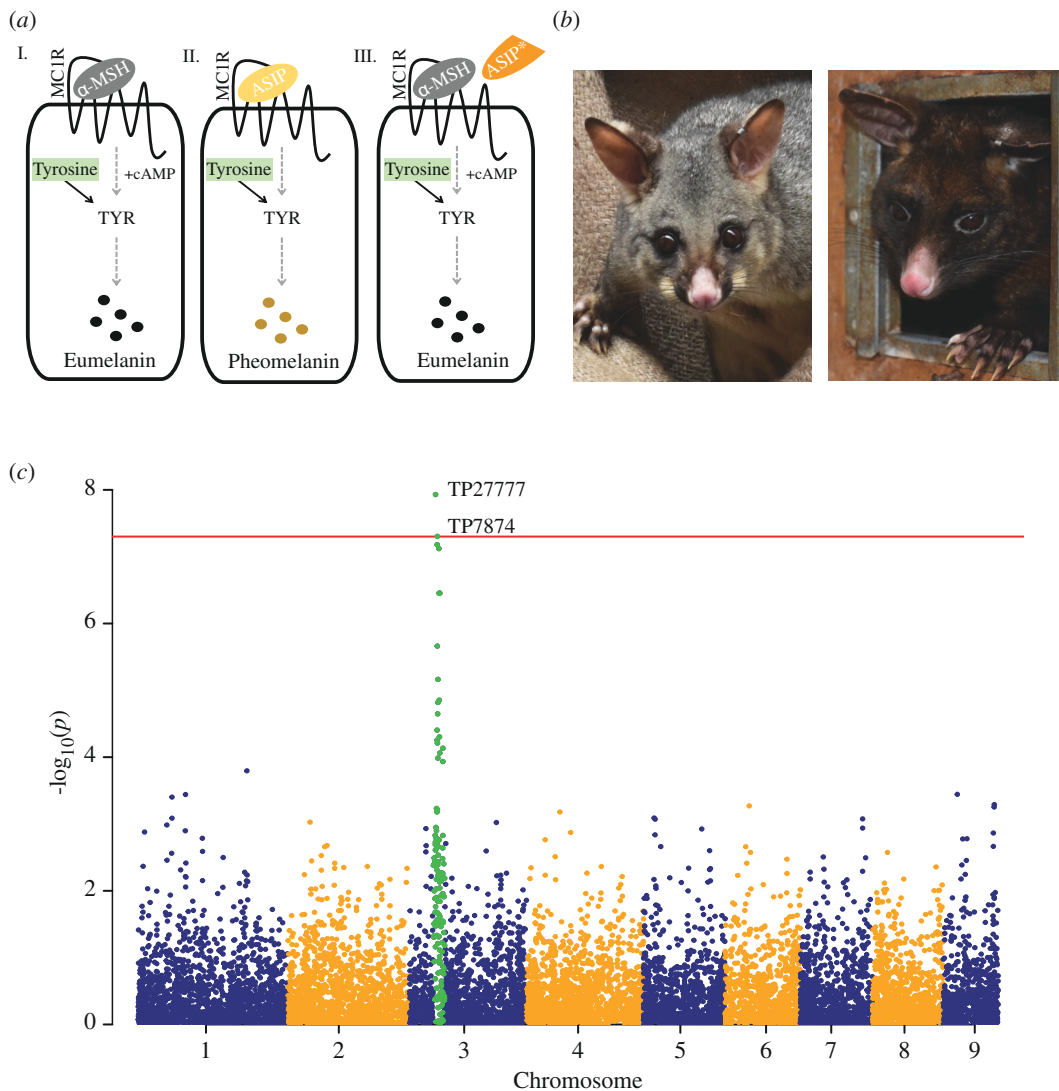 (a)
(b)
I.
II.
III.
MC1R
α-MSH
MC1R
ASIP
MC1R
α-MSH
ASIP*
Tyrosine
+cAMP
Tyrosine
Tyrosine
+cAMP
TYR
TYR
TYR
Eumelanin
Pheomelanin
Eumelanin
(c)
8
TP27777
TP7874
6
4
2
0
-log10(p)
1
2
3
4
5
6
7
8
9
Chromosome